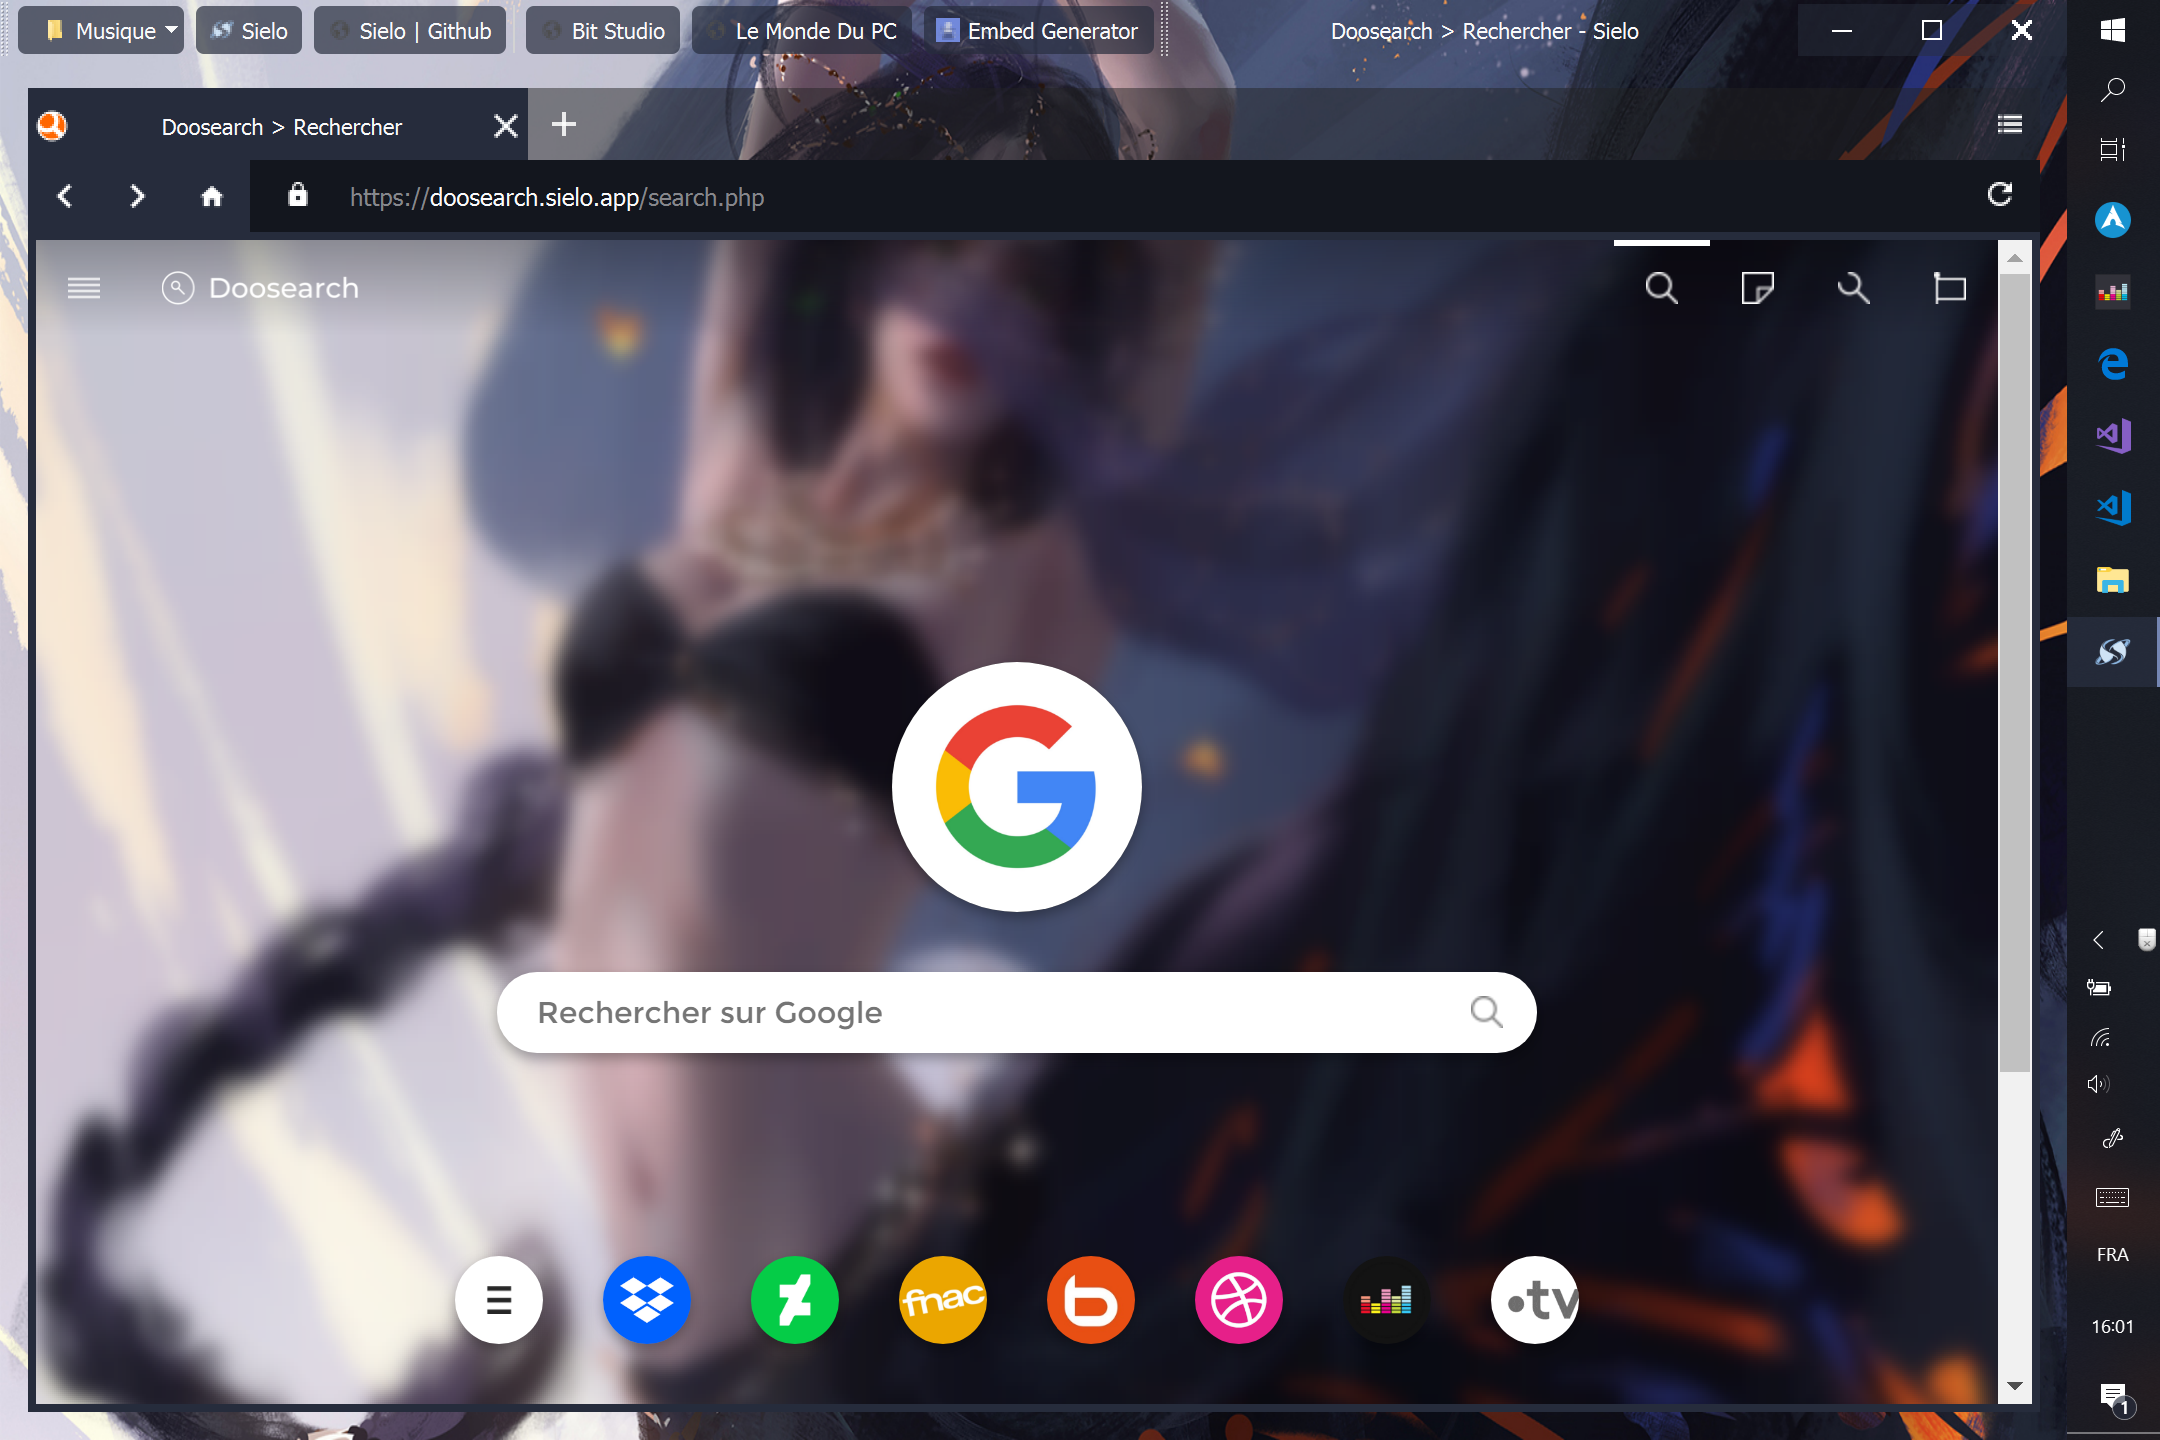 Musique
Sielo
Sielo | Github
Bit Studio
Le Monde Du PC
Embed Generator
Doosearch > Rechercher - Sielo
Doosearch > Rechercher
https://doosearch.sielo.app/search.php
Doosearch
Rechercher sur Google
fnac
b
•tv
FRA
16:01
1